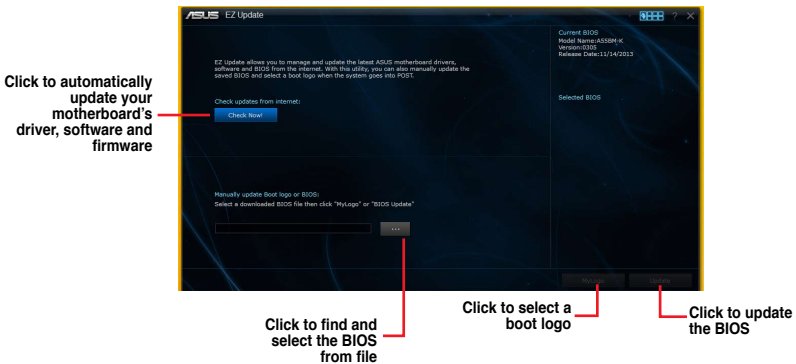 ASUS EZ Update
?
Current BIOS
Model Name:A55BM-K
Version:0305
Release Date:11/14/2013
EZ Update allows you to manage and update the latest ASUS motherboard drivers,
software and BIOS from the internet. With this utility, you can also manually update the
saved BIOS and select a boot logo when the system goes into POST.
Click to automatically
update your
motherboard's
driver, software and
firmware
Check updates from internet:
Check Now!
Selected BIOS
Manually update Boot logo or BIOS:
Select a downloaded BIOS file then click "MyLogo" or "BIOS Update"
...
MyLogo
Update
Click to find and
select the BIOS
from file
Click to select a
boot logo
Click to update
the BIOS